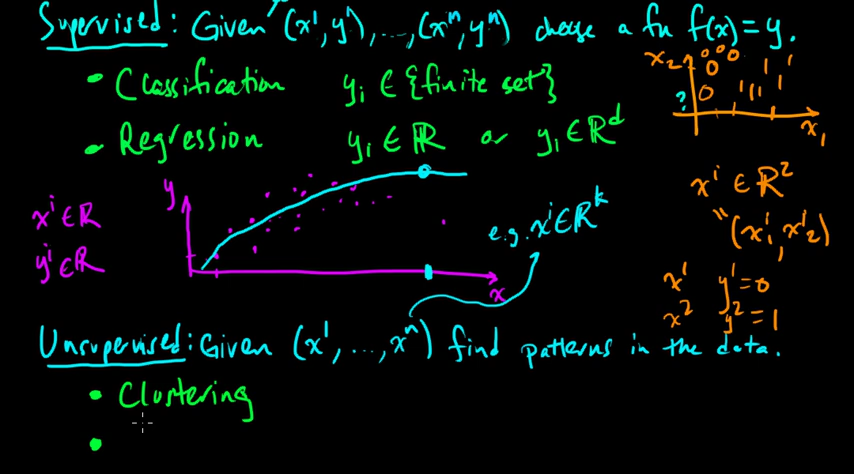 Supervised: Given (x¹, y¹), ..., (xⁿ, yⁿ) choose a fn f(x) = y.
• Classification yᵢ ∈ {finite set}
• Regression yᵢ ∈ ℝ or yᵢ ∈ ℝᵈ
x₂
?
x₁
xⁱ ∈ ℝ
yⁱ ∈ ℝ
y
x
e.g. xⁱ ∈ ℝᵏ
xⁱ ∈ ℝ²
" (xⁱ₁, xⁱ₂)
x¹ y¹ = 0
x² y² = 1
Unsupervised: Given (x¹, ..., xⁿ) find patterns in the data.
• Clustering
•